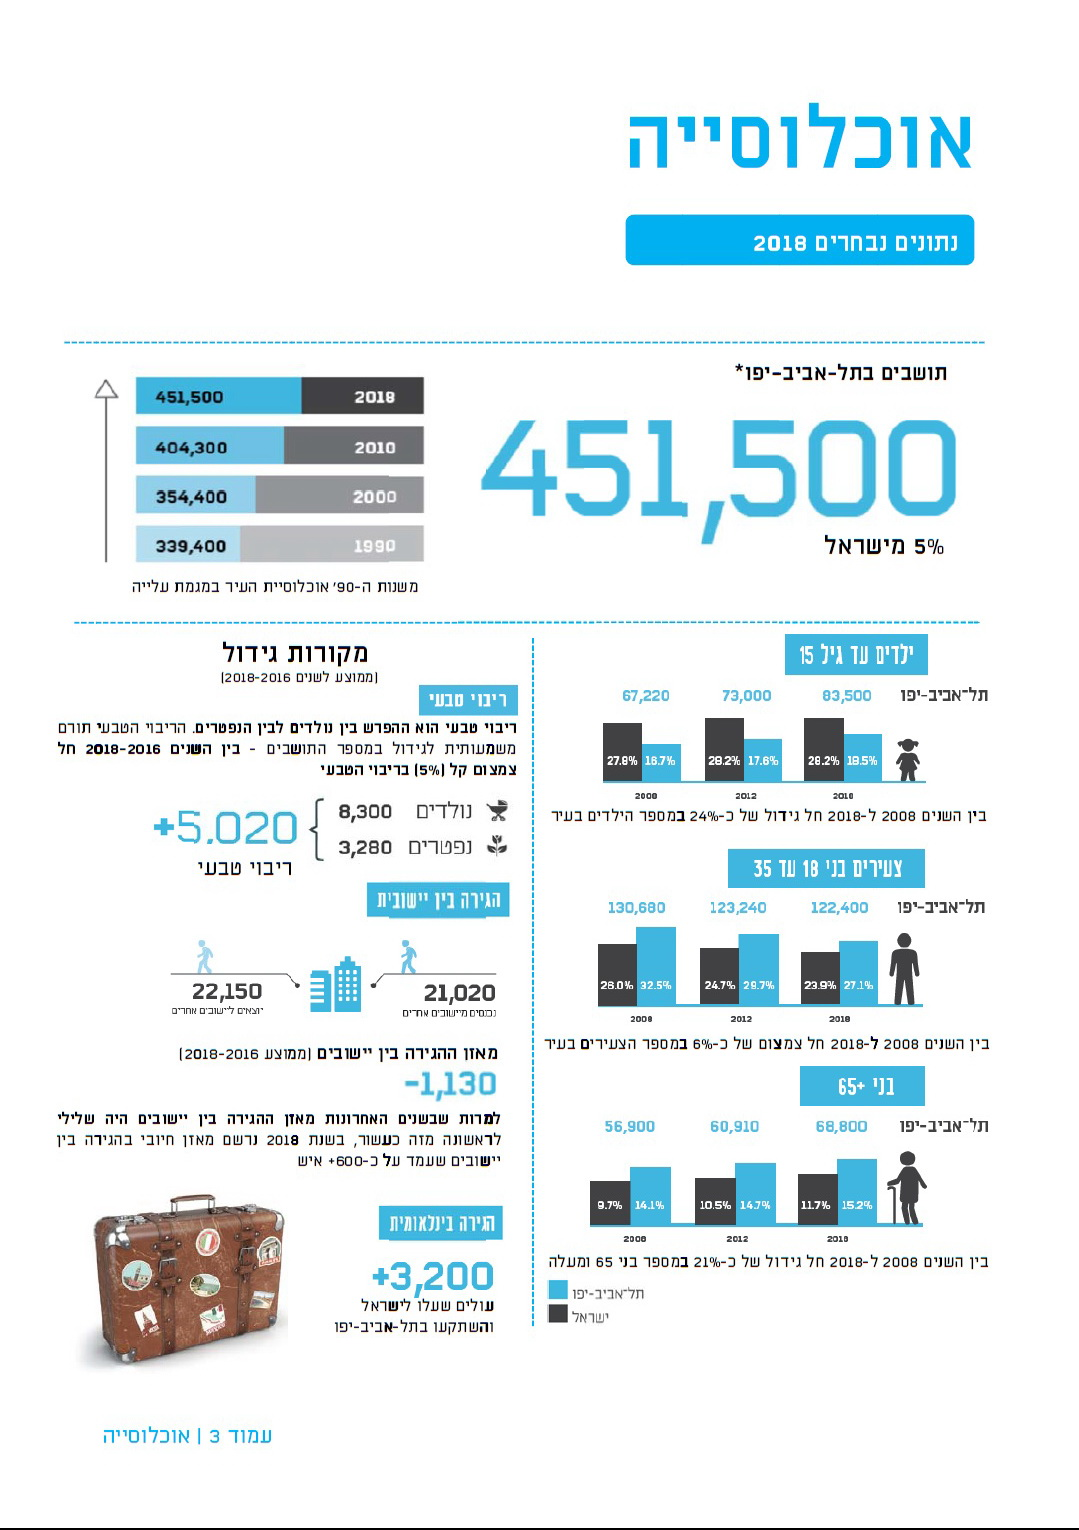 אוכלוסייה
נתונים נבחרים 2018
תושבים בתל-אביב-יפו*
451,500
5% מישראל
2018 451,500
2010 404,300
2000 354,400
1990 339,400
משנות ה-90' אוכלוסיית העיר במגמת עלייה
ילדים עד גיל 15
תל־אביב-יפו 83,500 73,000 67,220
27.8% 16.7% 28.2% 17.6% 28.2% 18.5%
2008 2012 2018
בין השנים 2008 ל-2018 חל גידול של כ-24% במספר הילדים בעיר
צעירים בני 18 עד 35
תל־אביב-יפו 122,400 123,240 130,680
26.0% 32.5% 24.7% 29.7% 23.9% 27.1%
2008 2012 2018
בין השנים 2008 ל-2018 חל צמצום של כ-6% במספר הצעירים בעיר
בני +65
תל־אביב-יפו 68,800 60,910 56,900
9.7% 14.1% 10.5% 14.7% 11.7% 15.2%
2008 2012 2018
בין השנים 2008 ל-2018 חל גידול של כ-21% במספר בני 65 ומעלה
תל־אביב-יפו
ישראל
מקורות גידול
(ממוצע לשנים 2018-2016)
ריבוי טבעי
ריבוי טבעי הוא ההפרש בין נולדים לבין הנפטרים. הריבוי הטבעי תורם
משמעותית לגידול במספר התושבים - בין השנים 2018-2016 חל
צמצום קל (5%) בריבוי הטבעי
נולדים 8,300
נפטרים 3,280
+5,020
ריבוי טבעי
הגירה בין יישובית
21,020
נכנסים מיישובים אחרים
22,150
יוצאים ליישובים אחרים
מאזן ההגירה בין יישובים (ממוצע 2018-2016)
-1,130
למרות שבשנים האחרונות מאזן ההגירה בין יישובים היה שלילי
לראשונה מזה כעשור, בשנת 2018 נרשם מאזן חיובי בהגירה בין
יישובים שעמד על כ-600+ איש
הגירה בינלאומית
+3,200
עולים שעלו לישראל
והשתקעו בתל-אביב-יפו
עמוד 3 | אוכלוסייה